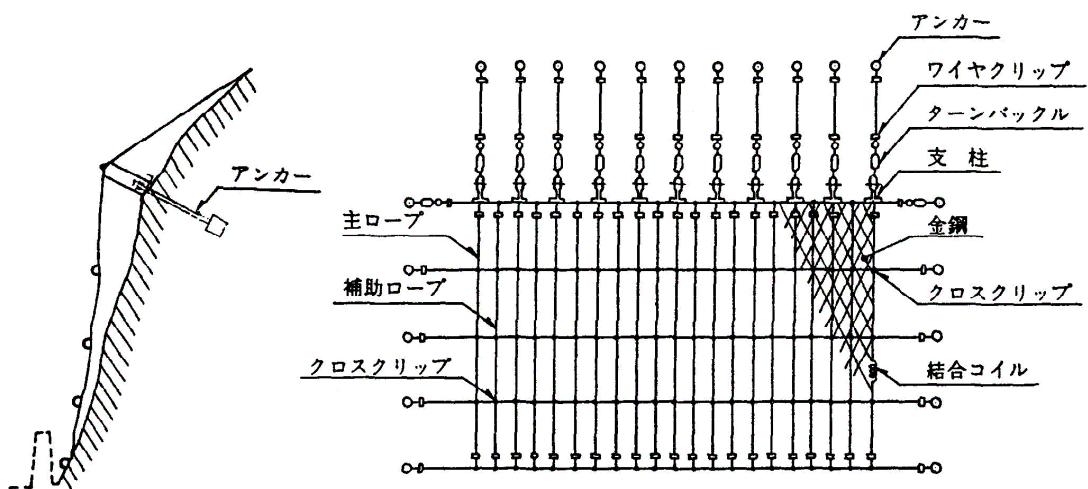 アンカー
ワイヤクリップ
ターンバックル
支 柱
アンカー
主ロープ
金鋼
補助ロープ
クロスクリップ
クロスクリップ
結合コイル